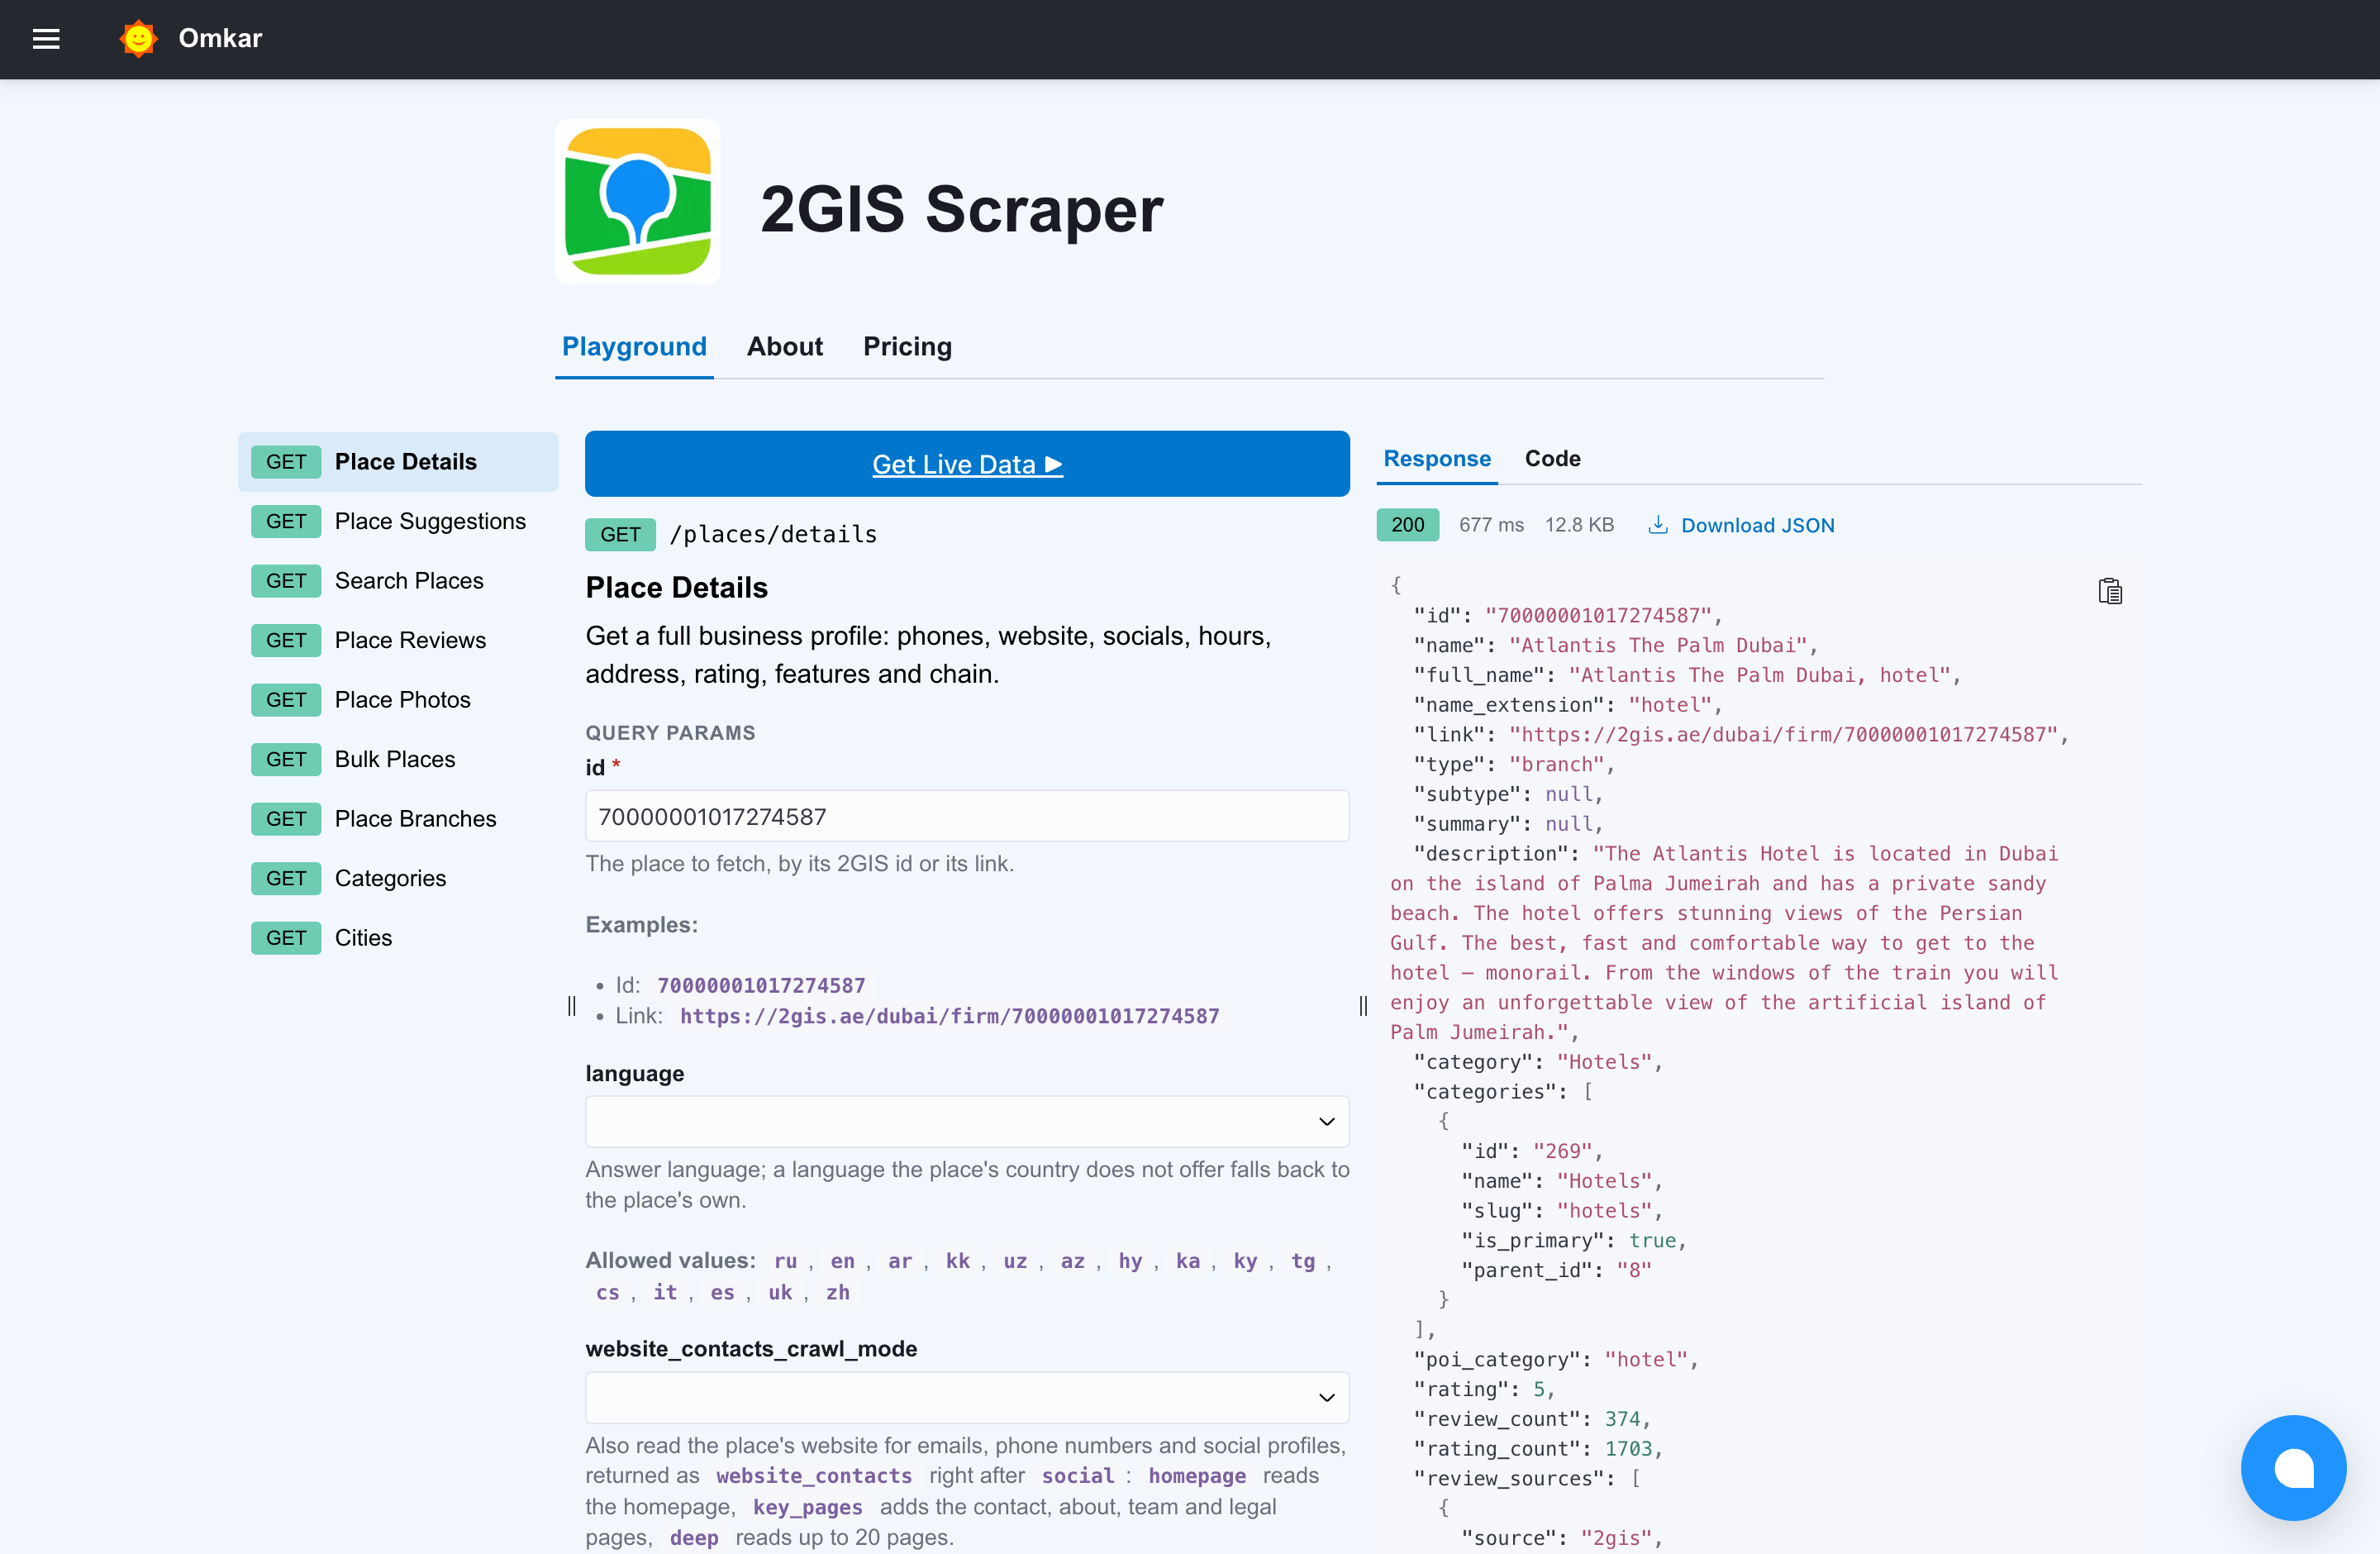 Omkar
2GIS Scraper
Playground About Pricing
GET Place Details
GET Place Suggestions
GET Search Places
GET Place Reviews
GET Place Photos
GET Bulk Places
GET Place Branches
GET Categories
GET Cities
Get Live Data ▶
GET /places/details
Place Details
Get a full business profile: phones, website, socials, hours,
address, rating, features and chain.
QUERY PARAMS
id *
70000001017274587
The place to fetch, by its 2GIS id or its link.
Examples:
• Id: 70000001017274587
• Link: https://2gis.ae/dubai/firm/70000001017274587
language
Answer language; a language the place's country does not offer falls back to
the place's own.
Allowed values: ru , en , ar , kk , uz , az , hy , ka , ky , tg ,
cs , it , es , uk , zh
website_contacts_crawl_mode
Also read the place's website for emails, phone numbers and social profiles,
returned as website_contacts right after social : homepage reads
the homepage, key_pages adds the contact, about, team and legal
pages, deep reads up to 20 pages.
Response Code
200 677 ms 12.8 KB Download JSON
{
"id": "70000001017274587",
"name": "Atlantis The Palm Dubai",
"full_name": "Atlantis The Palm Dubai, hotel",
"name_extension": "hotel",
"link": "https://2gis.ae/dubai/firm/70000001017274587",
"type": "branch",
"subtype": null,
"summary": null,
"description": "The Atlantis Hotel is located in Dubai
on the island of Palma Jumeirah and has a private sandy
beach. The hotel offers stunning views of the Persian
Gulf. The best, fast and comfortable way to get to the
hotel – monorail. From the windows of the train you will
enjoy an unforgettable view of the artificial island of
Palm Jumeirah.",
"category": "Hotels",
"categories": [
{
"id": "269",
"name": "Hotels",
"slug": "hotels",
"is_primary": true,
"parent_id": "8"
}
],
"poi_category": "hotel",
"rating": 5,
"review_count": 374,
"rating_count": 1703,
"review_sources": [
{
"source": "2gis",